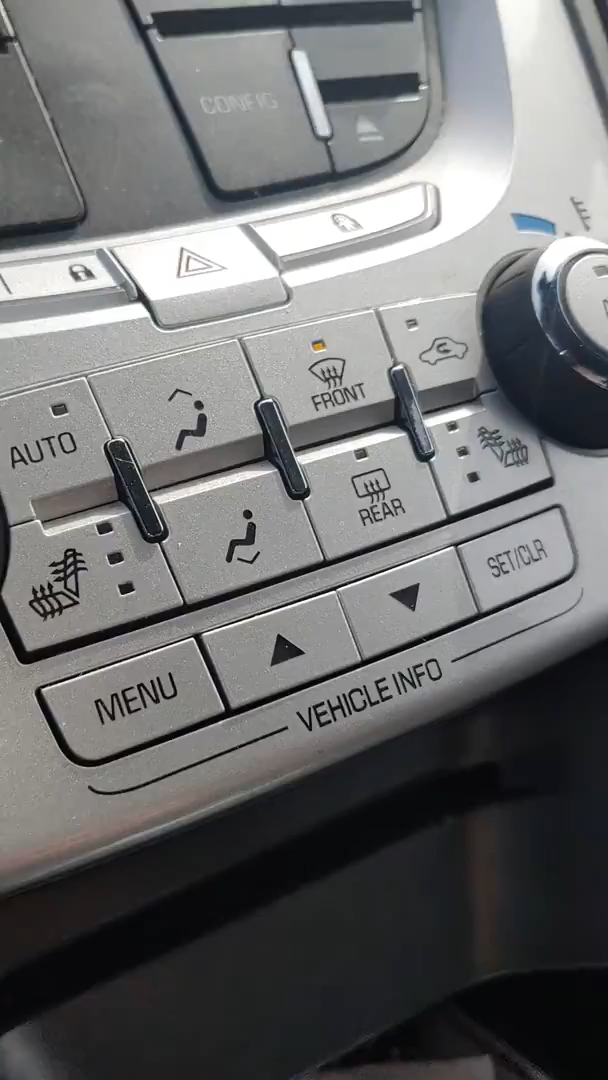 CONFIG
FRONT
AUTO
REAR
SET/CLR
MENU
VEHICLE INFO